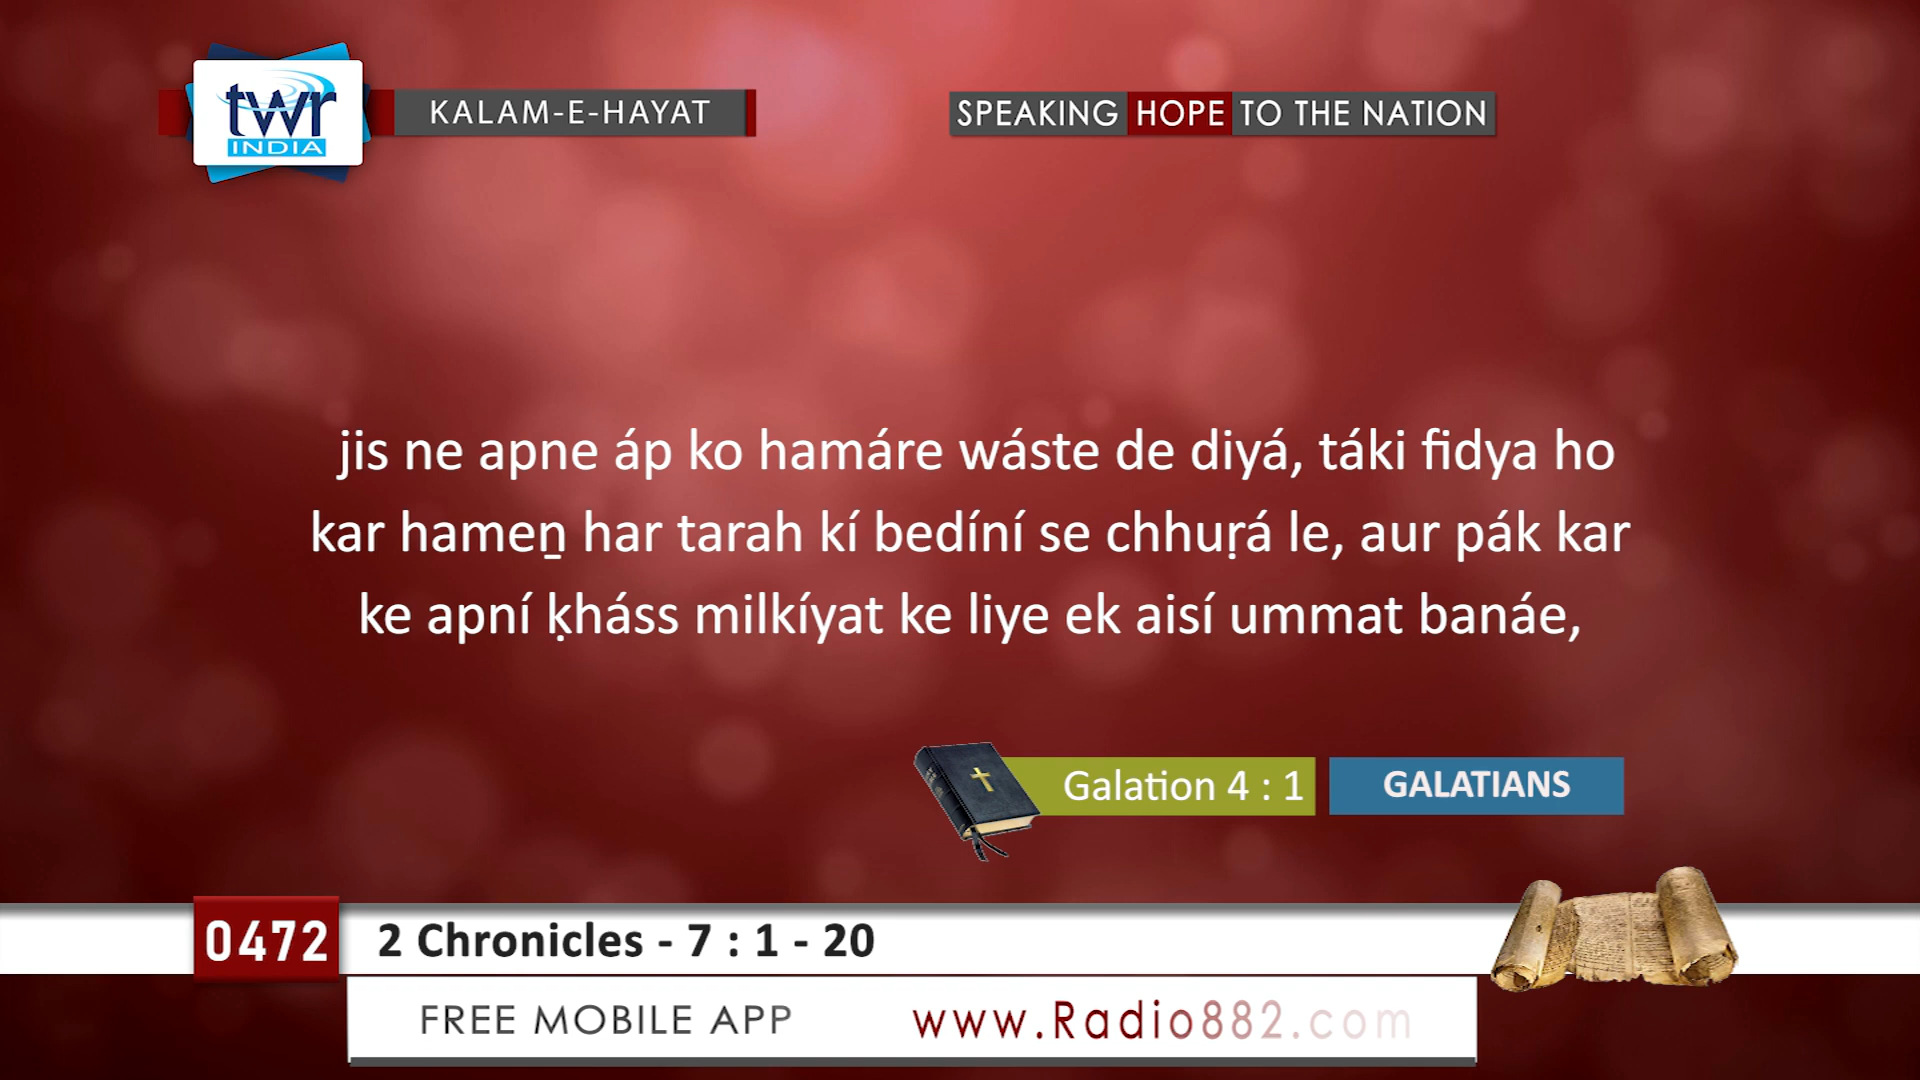 twr
INDIA
KALAM-E-HAYAT
SPEAKING HOPE TO THE NATION
jis ne apne áp ko hamáre wáste de diyá, táki fidya ho
kar hameṉ har tarah kí bedíní se chhuṛá le, aur pák kar
ke apní ḳháss milkíyat ke liye ek aisí ummat banáe,
Galation 4 : 1
GALATIANS
0472
2 Chronicles - 7 : 1 - 20
FREE MOBILE APP
www.Radio882.com